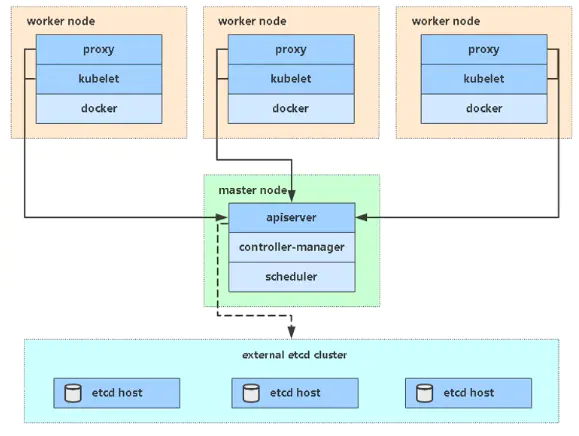 worker node
proxy
kubelet
docker
worker node
proxy
kubelet
docker
worker node
proxy
kubelet
docker
master node
apiserver
controller-manager
scheduler
external etcd cluster
etcd host
etcd host
etcd host